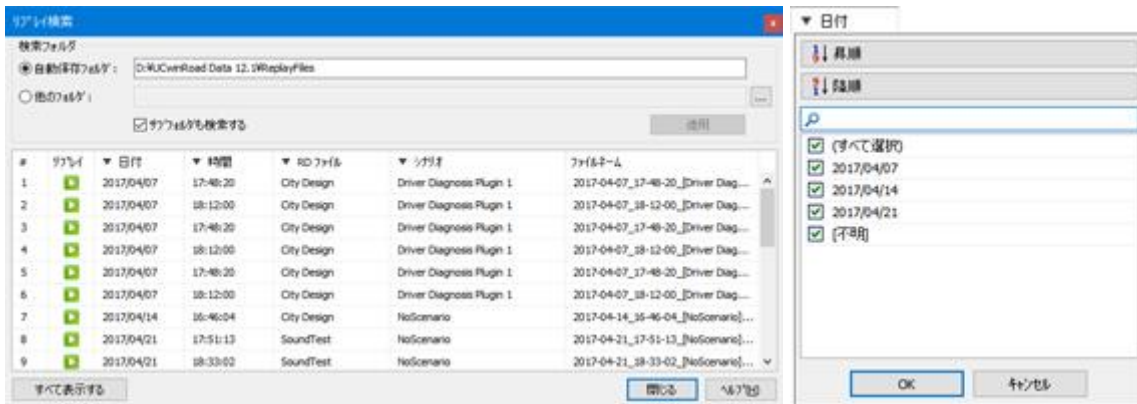 リプレイ検索
検索フォルダ
自動保存フォルダ： D:¥UCwinRoad Data 12.1¥ReplayFiles
他のフォルダ： ...
サブフォルダも検索する 適用
# リプレイ ▼ 日付 ▼ 時間 ▼ RDファイル ▼ シナリオ ファイルネーム
1 2017/04/07 17:48:20 City Design Driver Diagnosis Plugin 1 2017-04-07_17-48-20_[Driver Diag....
2 2017/04/07 18:12:00 City Design Driver Diagnosis Plugin 1 2017-04-07_18-12-00_[Driver Diag....
3 2017/04/07 17:48:20 City Design Driver Diagnosis Plugin 1 2017-04-07_17-48-20_[Driver Diag....
4 2017/04/07 18:12:00 City Design Driver Diagnosis Plugin 1 2017-04-07_18-12-00_[Driver Diag....
5 2017/04/07 17:48:20 City Design Driver Diagnosis Plugin 1 2017-04-07_17-48-20_[Driver Diag....
6 2017/04/07 18:12:00 City Design Driver Diagnosis Plugin 1 2017-04-07_18-12-00_[Driver Diag....
7 2017/04/14 16:46:04 City Design NoScenario 2017-04-14_16-46-04_[NoScenario]....
8 2017/04/21 17:51:13 SoundTest NoScenario 2017-04-21_17-51-13_[NoScenario]....
9 2017/04/21 18:33:02 SoundTest NoScenario 2017-04-21_18-33-02_[NoScenario]....
すべて表示する 閉じる ヘルプ(H)
▼ 日付
昇順
降順
(すべて選択)
2017/04/07
2017/04/14
2017/04/21
[不明]
OK キャンセル